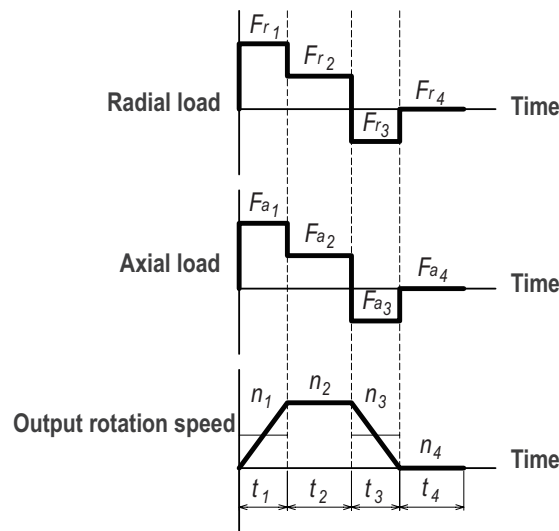 Fr1
Fr2
Fr4
Radial load
Time
Fr3
Fa1
Fa2
Fa4
Axial load
Time
Fa3
n1 n2 n3
Output rotation speed
n4
Time
t1 t2 t3 t4